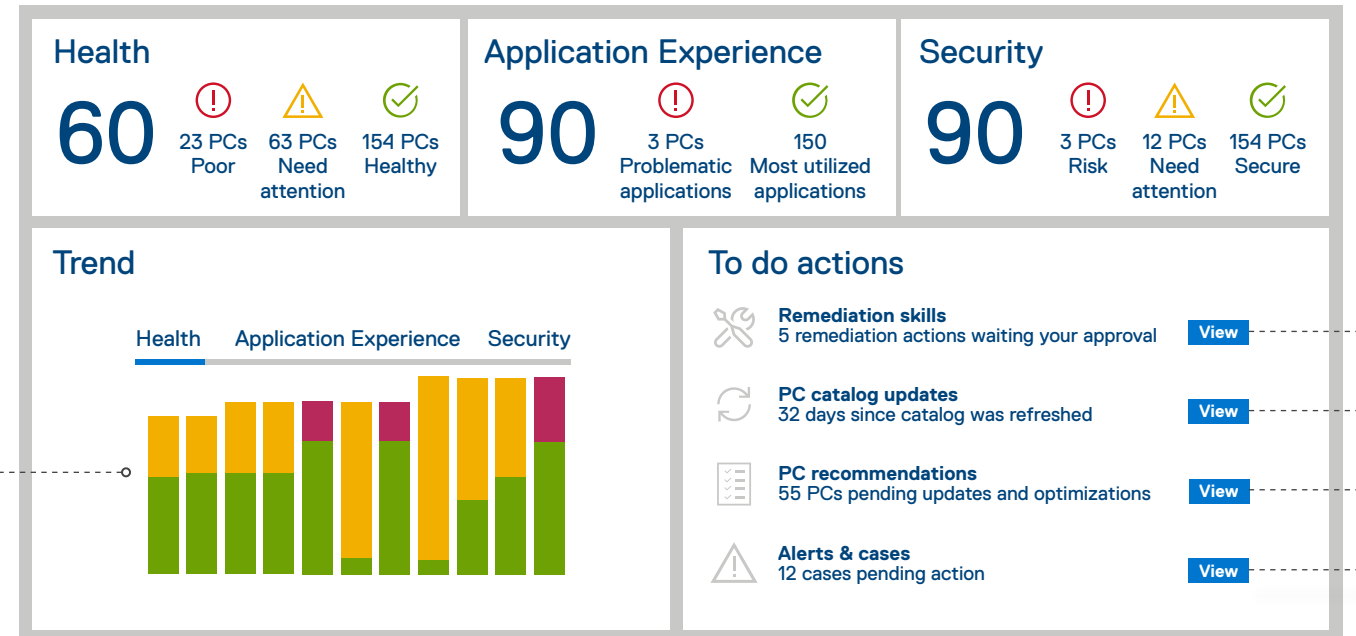 Health
60
23 PCs
Poor
63 PCs
Need
attention
154 PCs
Healthy
Application Experience
90
3 PCs
Problematic
applications
150
Most utilized
applications
Security
90
3 PCs
Risk
12 PCs
Need
attention
154 PCs
Secure
Trend
Health Application Experience Security
To do actions
Remediation skills
5 remediation actions waiting your approval
View
PC catalog updates
32 days since catalog was refreshed
View
PC recommendations
55 PCs pending updates and optimizations
View
Alerts & cases
12 cases pending action
View